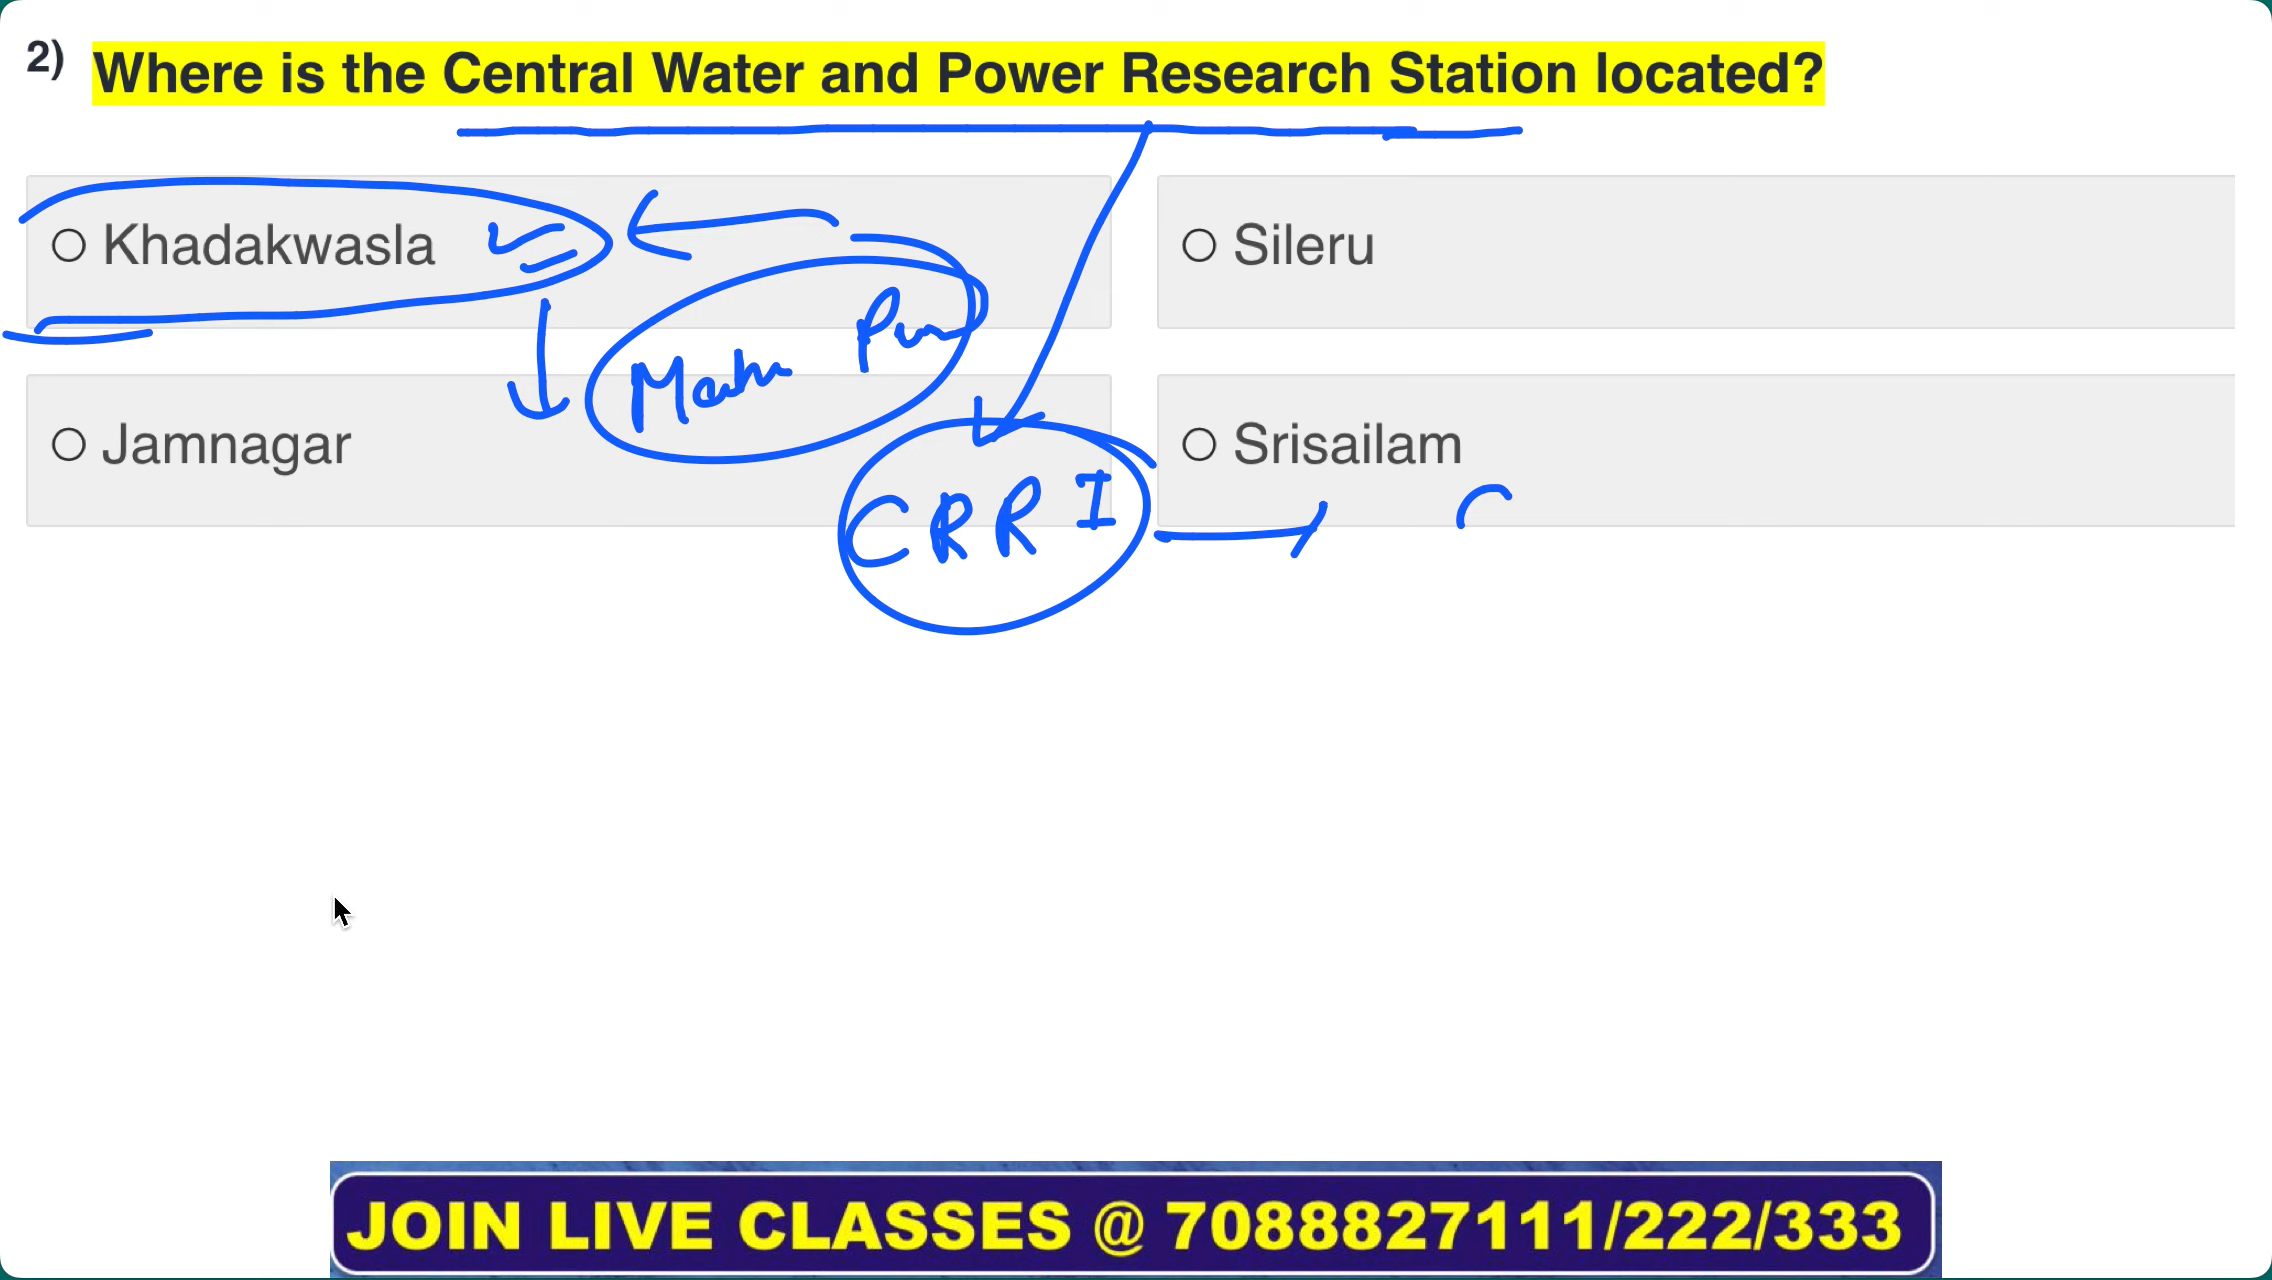 2) Where is the Central Water and Power Research Station located?
Khadakwasla
Sileru
Jamnagar
Srisailam
CRRI
JOIN LIVE CLASSES @ 7088827111/222/333